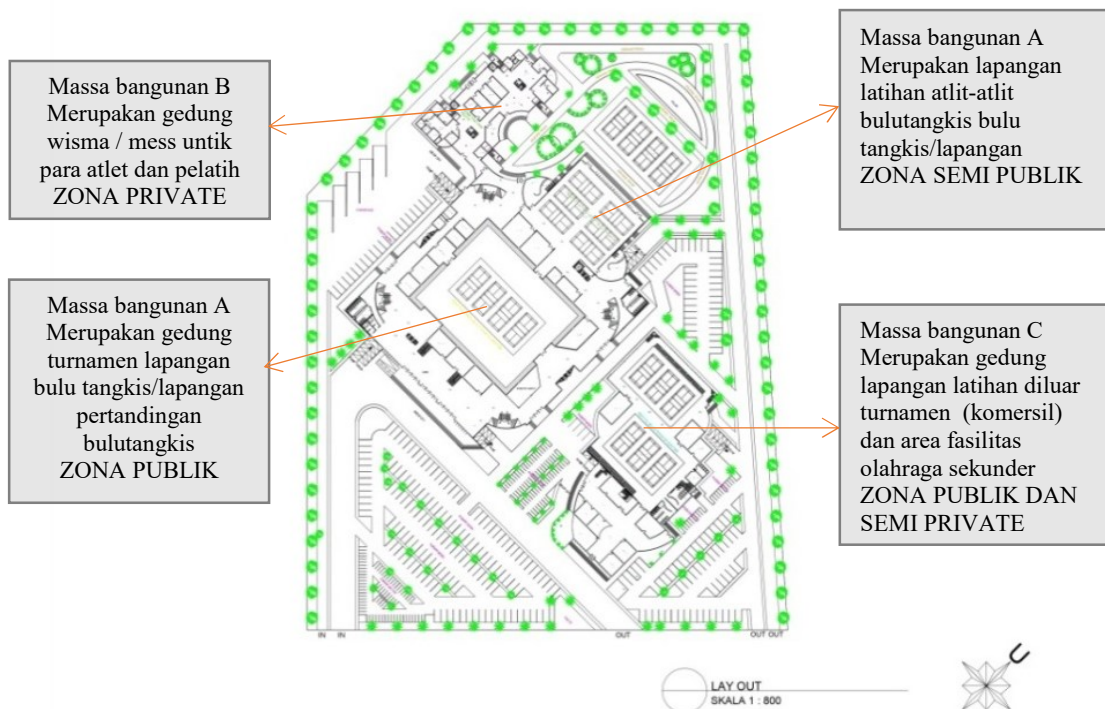 Massa bangunan B
Merupakan gedung
wisma / mess untik
para atlet dan pelatih
ZONA PRIVATE
Massa bangunan A
Merupakan lapangan
latihan atlit-atlit
bulutangkis bulu
tangkis/lapangan
ZONA SEMI PUBLIK
Massa bangunan A
Merupakan gedung
turnamen lapangan
bulu tangkis/lapangan
pertandingan
bulutangkis
ZONA PUBLIK
Massa bangunan C
Merupakan gedung
lapangan latihan diluar
turnamen (komersil)
dan area fasilitas
olahraga sekunder
ZONA PUBLIK DAN
SEMI PRIVATE
IN IN OUT OUT OUT
LAY OUT
SKALA 1 : 800
U